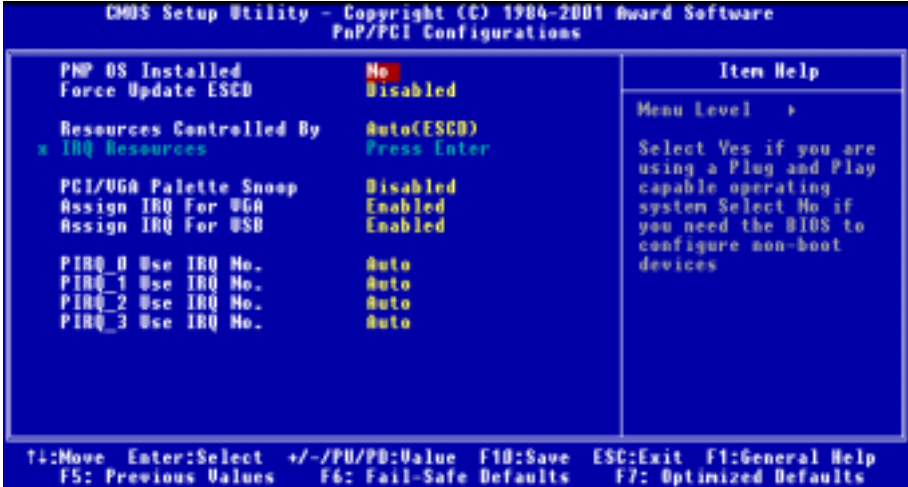 CMOS Setup Utility - Copyright (C) 1984-2001 Award Software
PnP/PCI Configurations
PNP OS Installed No
Force Update ESCD Disabled
Resources Controlled By Auto(ESCD)
x IRQ Resources Press Enter
PCI/VGA Palette Snoop Disabled
Assign IRQ For VGA Enabled
Assign IRQ For USB Enabled
PIRQ_0 Use IRQ No. Auto
PIRQ_1 Use IRQ No. Auto
PIRQ_2 Use IRQ No. Auto
PIRQ_3 Use IRQ No. Auto
Item Help
Menu Level ▸
Select Yes if you are
using a Plug and Play
capable operating
system Select No if
you need the BIOS to
configure non-boot
devices
↑↓:Move Enter:Select +/-/PU/PD:Value F10:Save ESC:Exit F1:General Help
F5: Previous Values F6: Fail-Safe Defaults F7: Optimized Defaults